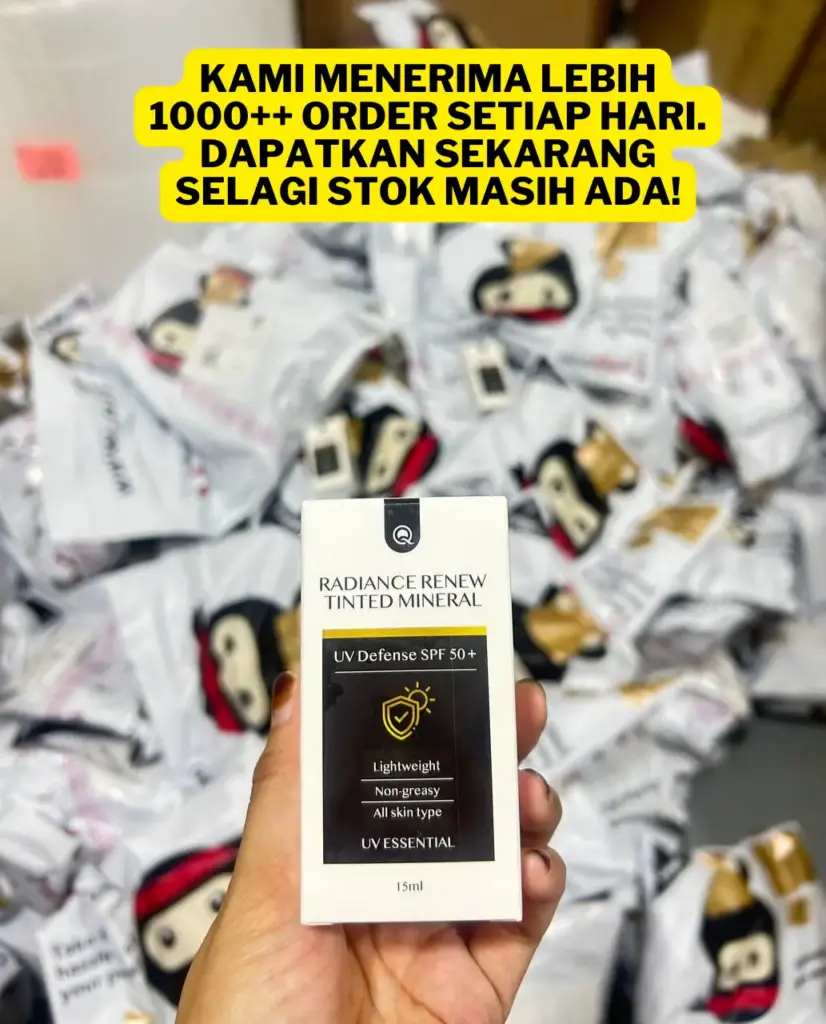 KAMI MENERIMA LEBIH
1000++ ORDER SETIAP HARI.
DAPATKAN SEKARANG
SELAGI STOK MASIH ADA!
RADIANCE RENEW
TINTED MINERAL
UV Defense SPF 50+
Lightweight
Non-greasy
All skin type
UV ESSENTIAL
15ml